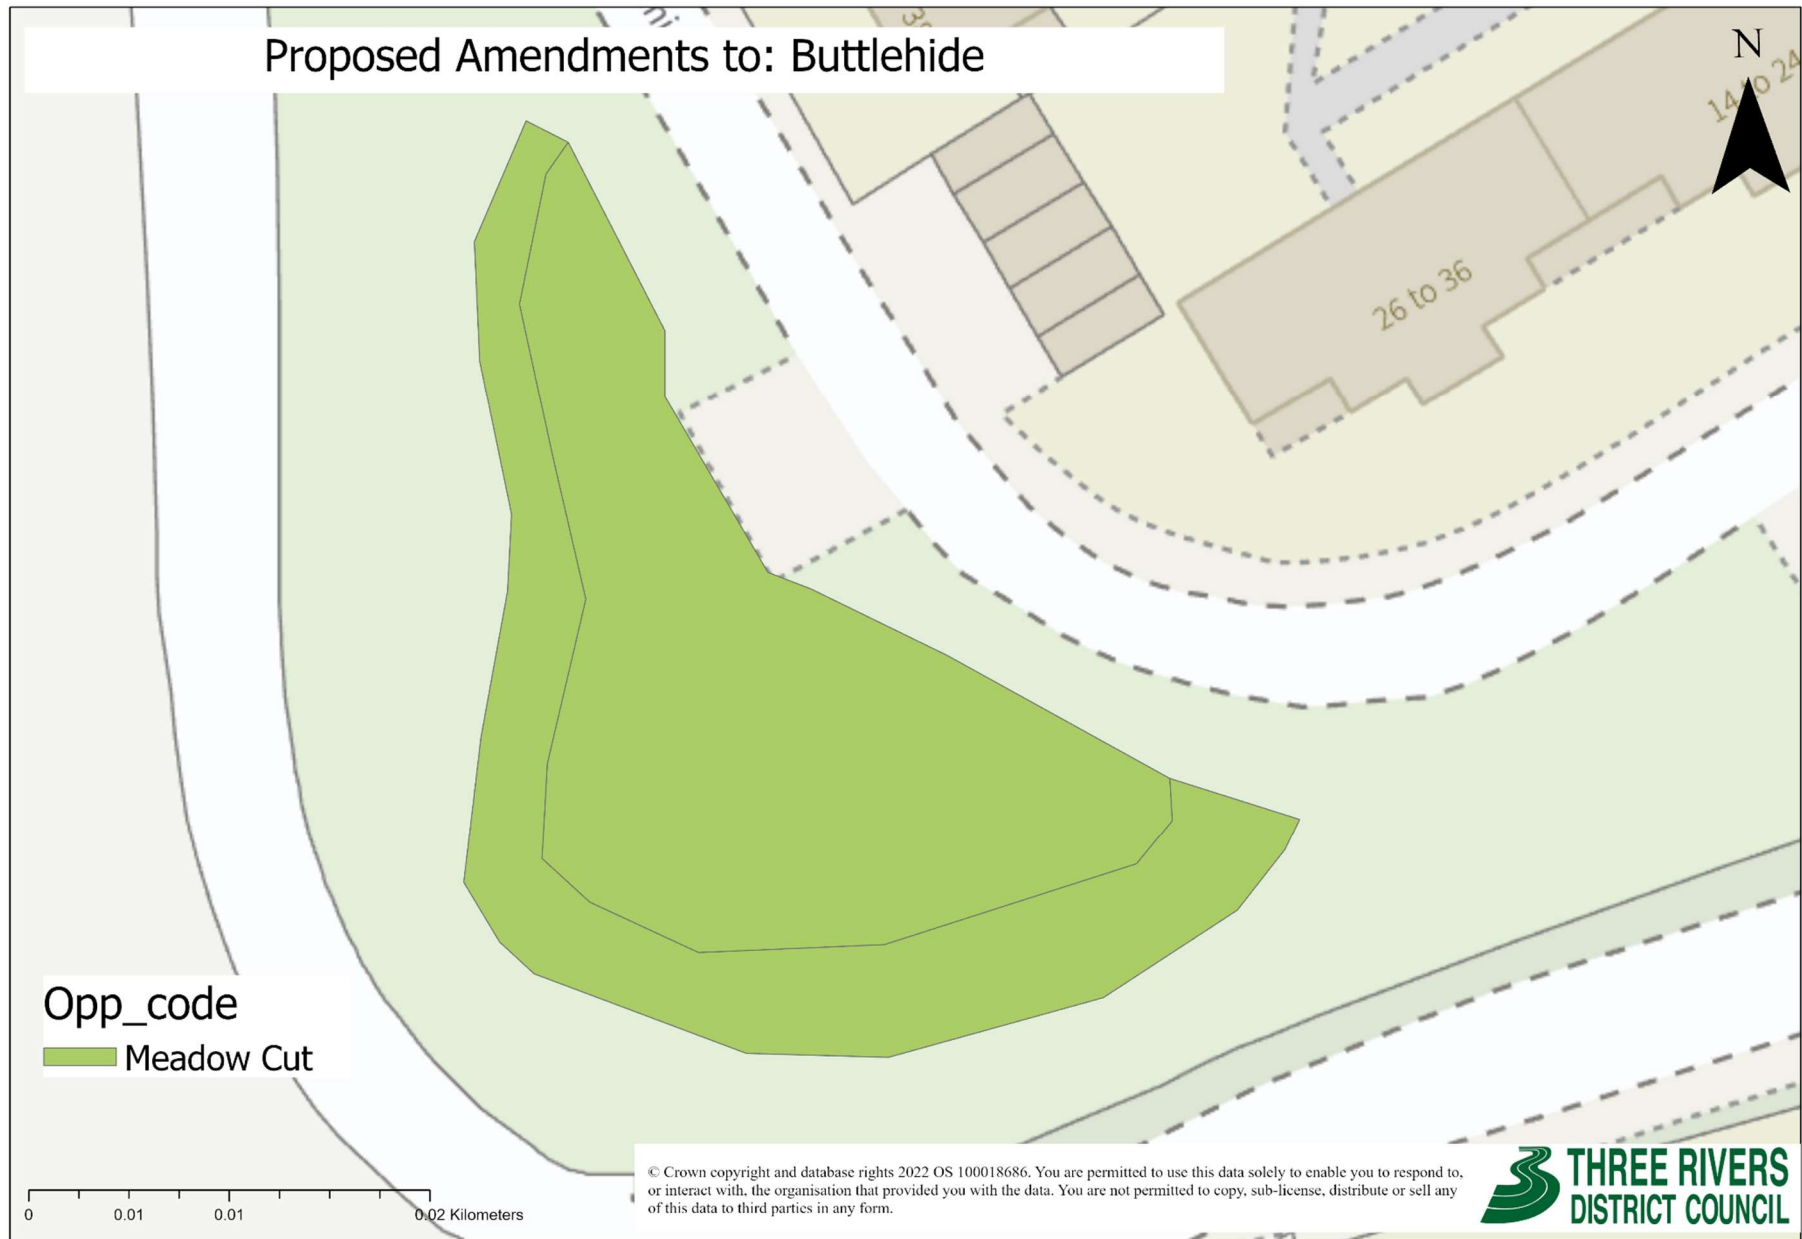 Proposed Amendments to: Buttlehide
N
14 to 24
26 to 36
Opp_code
Meadow Cut
0 0.01 0.01 0.02 Kilometers
© Crown copyright and database rights 2022 OS 100018686. You are permitted to use this data solely to enable you to respond to,
or interact with, the organisation that provided you with the data. You are not permitted to copy, sub-license, distribute or sell any
of this data to third parties in any form.
THREE RIVERS
DISTRICT COUNCIL